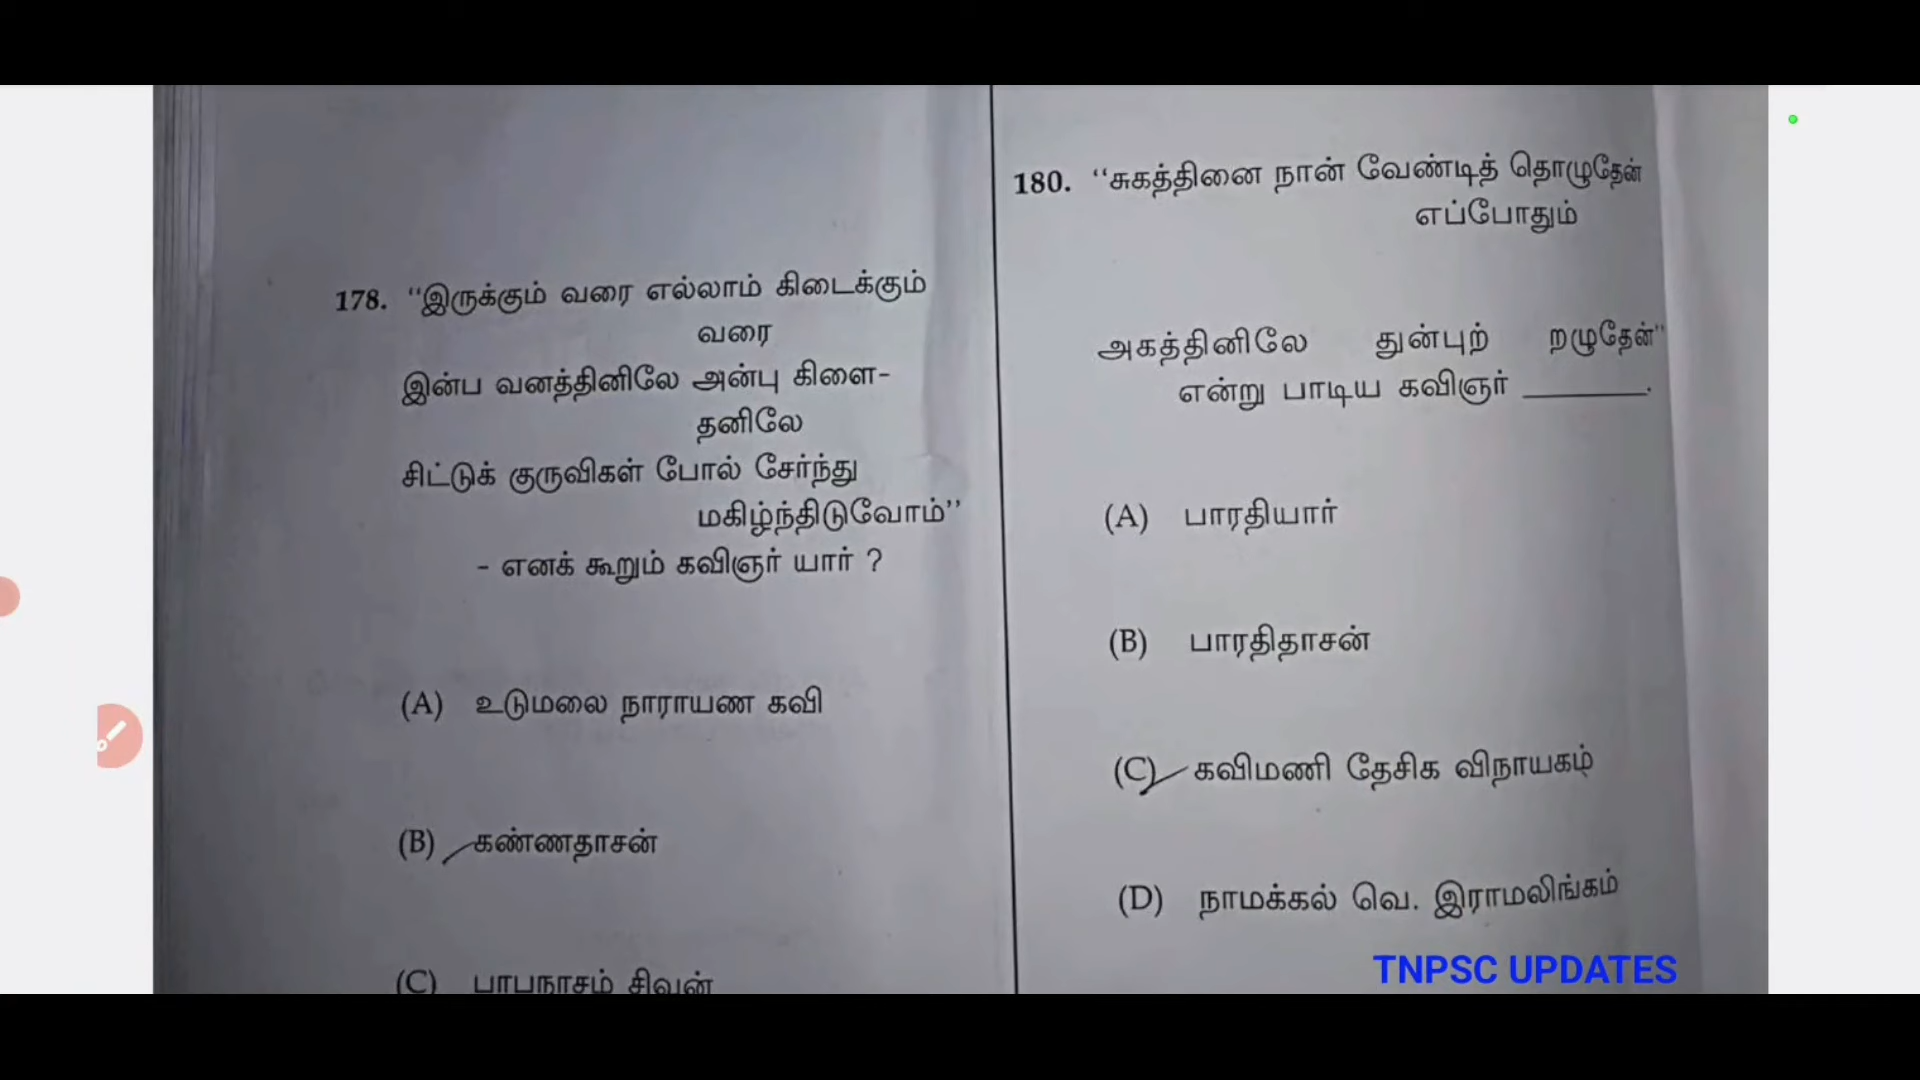 178. "இருக்கும் வரை எல்லாம் கிடைக்கும்
வரை
இன்ப வனத்தினிலே அன்பு கிளை-
தனிலே
சிட்டுக் குருவிகள் போல் சேர்ந்து
மகிழ்ந்திடுவோம்"
- எனக் கூறும் கவிஞர் யார் ?
(A) உடுமலை நாராயண கவி
(B) கண்ணதாசன்
(C) பாபநாசம் சிவன்
180. "சுகத்தினை நான் வேண்டித் தொழுதேன்
எப்போதும்
அகத்தினிலே துன்புற் றழுதேன்"
என்று பாடிய கவிஞர் ________.
(A) பாரதியார்
(B) பாரதிதாசன்
(C) கவிமணி தேசிக விநாயகம்
(D) நாமக்கல் வெ. இராமலிங்கம்
TNPSC UPDATES